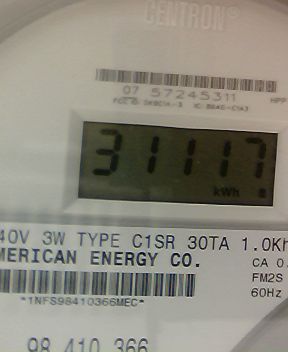 CENTRON®
07 57245311
31117
kWh
40V 3W TYPE C1SR 30TA 1.0Kh
MERICAN ENERGY CO.
CA 0.
FM2S
60Hz
*1NFS98410366MEC*
98 410 366